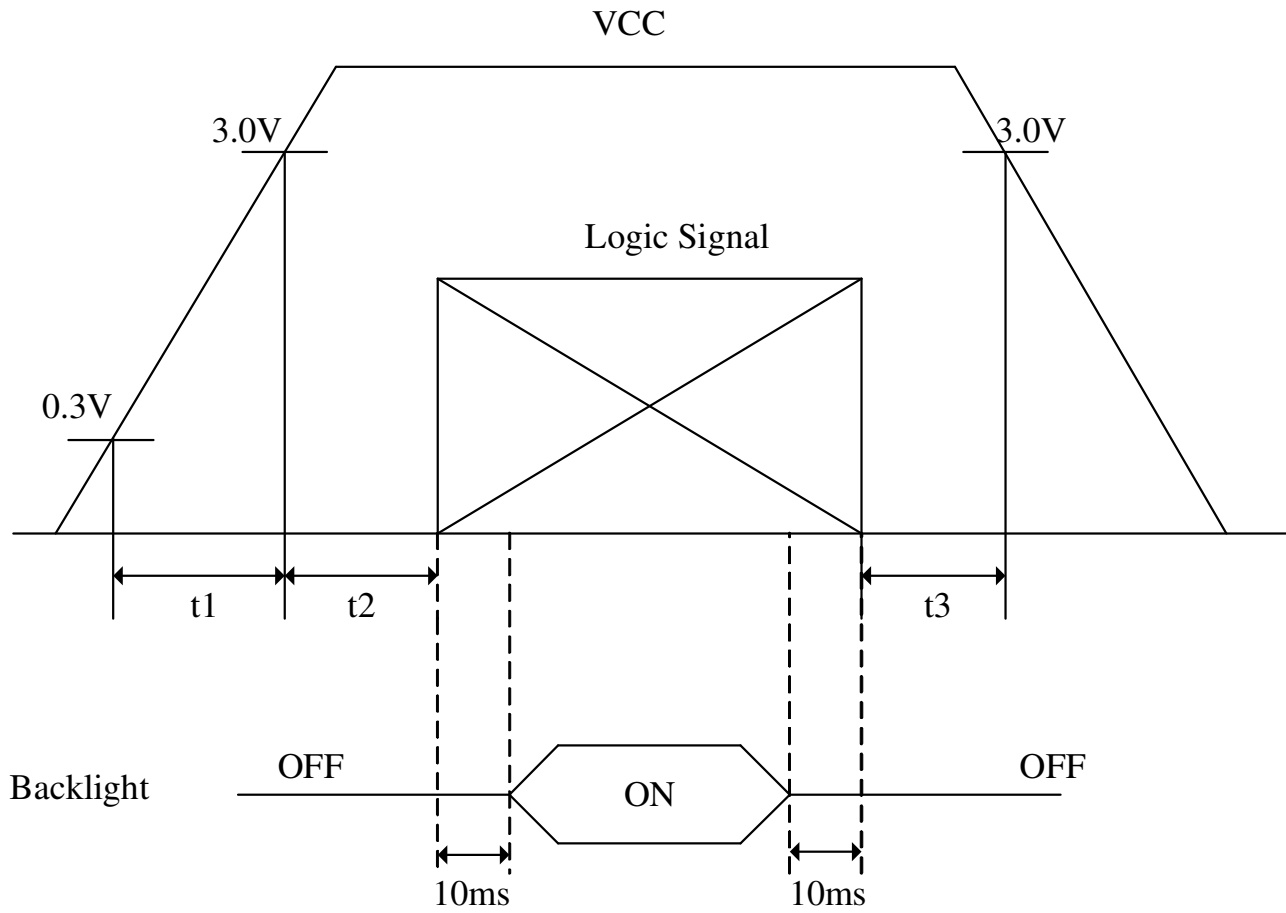 VCC
3.0V
3.0V
Logic Signal
0.3V
t1
t2
t3
Backlight
OFF
ON
OFF
10ms
10ms